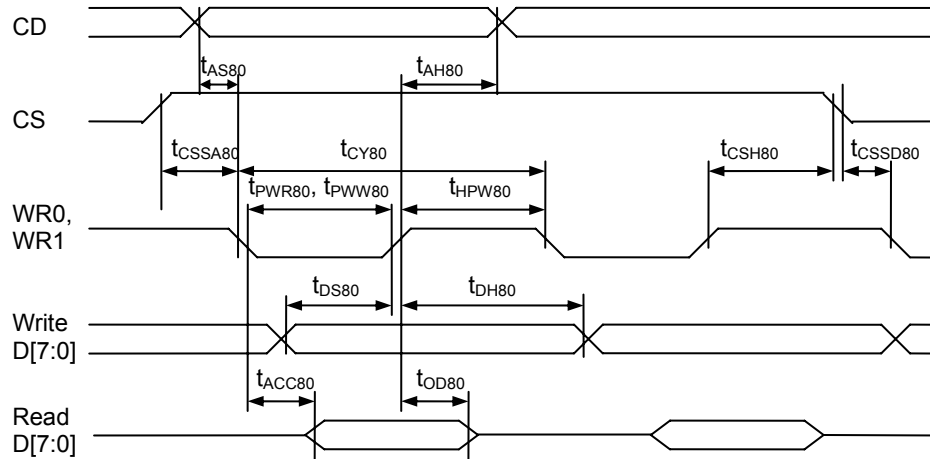 CD
tAS80 tAH80
CS
tCSSA80 tCY80 tCSH80 tCSSD80
tPWR80, tPWW80 tHPW80
WR0,
WR1
tDS80 tDH80
Write
D[7:0]
tACC80 tOD80
Read
D[7:0]